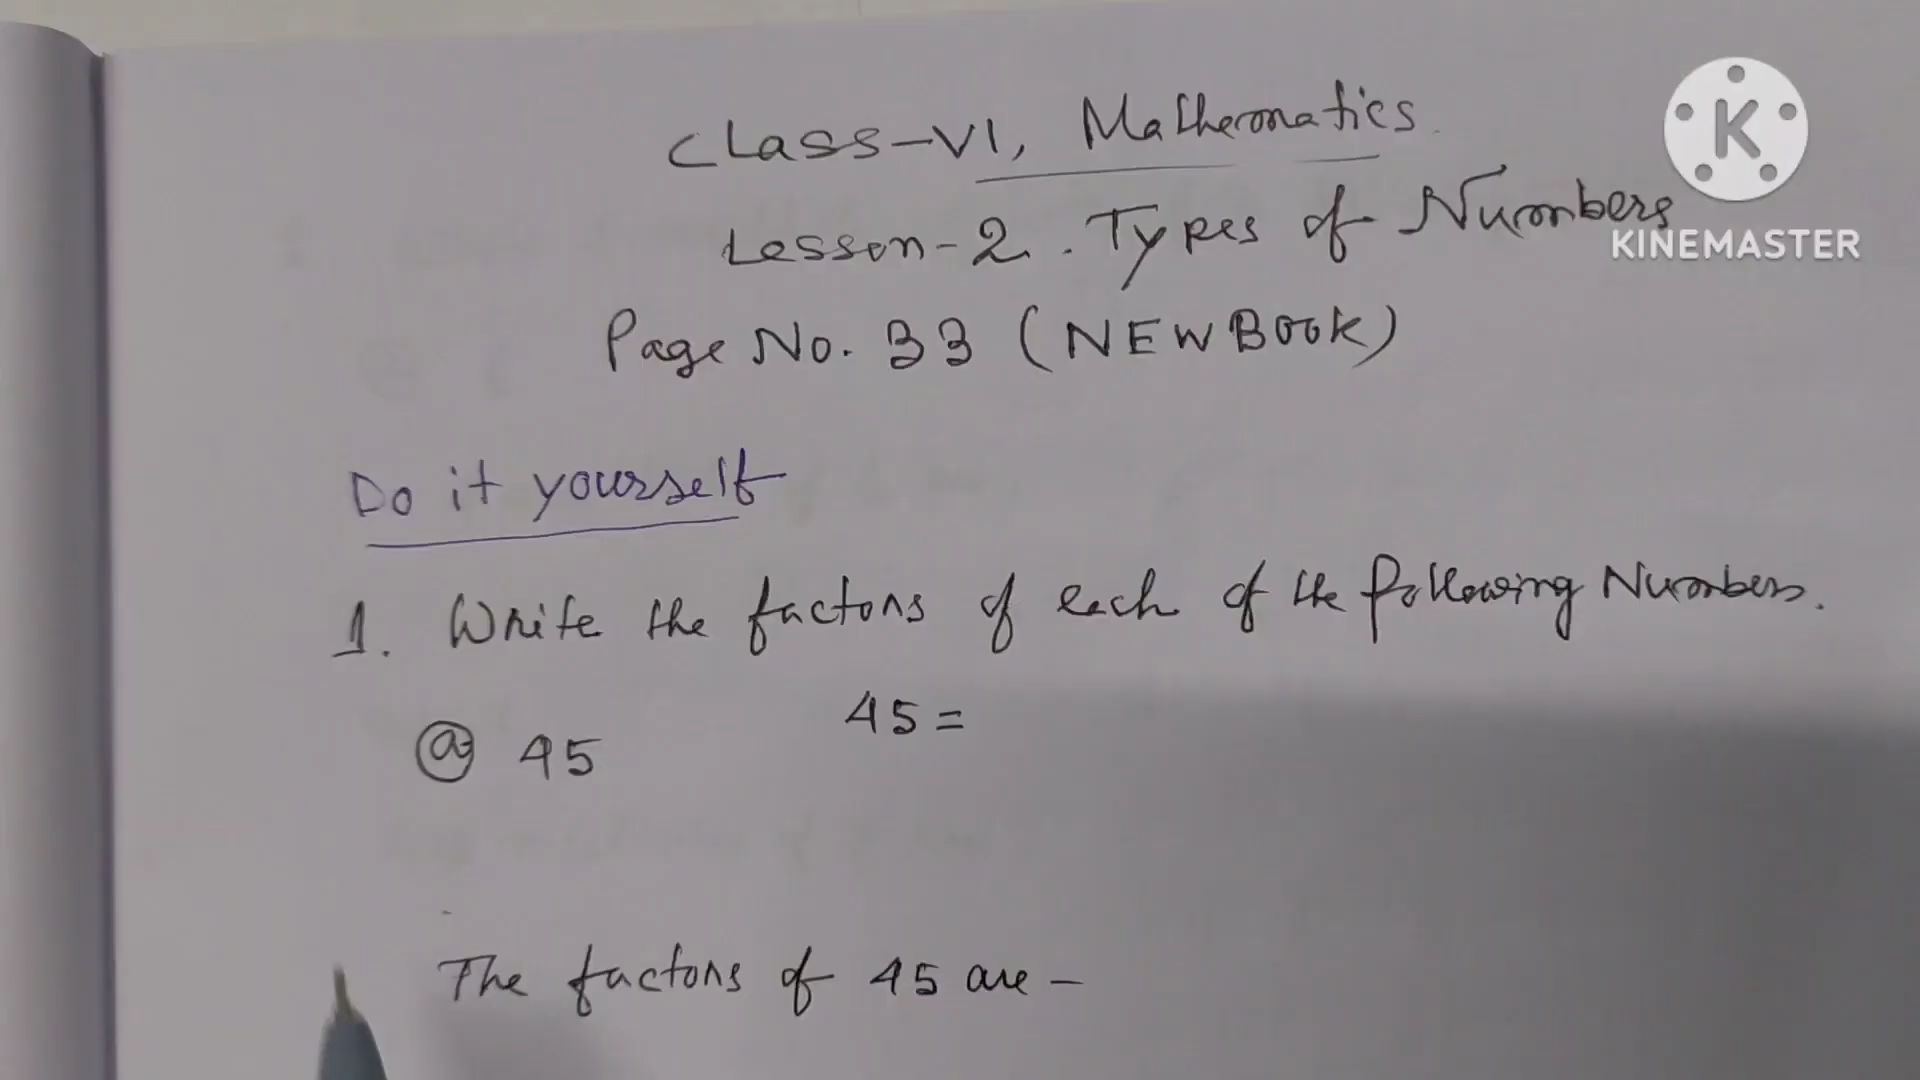 Class-VI, Mathematics.
Lesson-2. Types of Numbers
KINEMASTER
Page No. 33 (NEW BOOK)
Do it yourself
1. Write the factors of each of the following Numbers.
(a) 45 45=
The factors of 45 are -